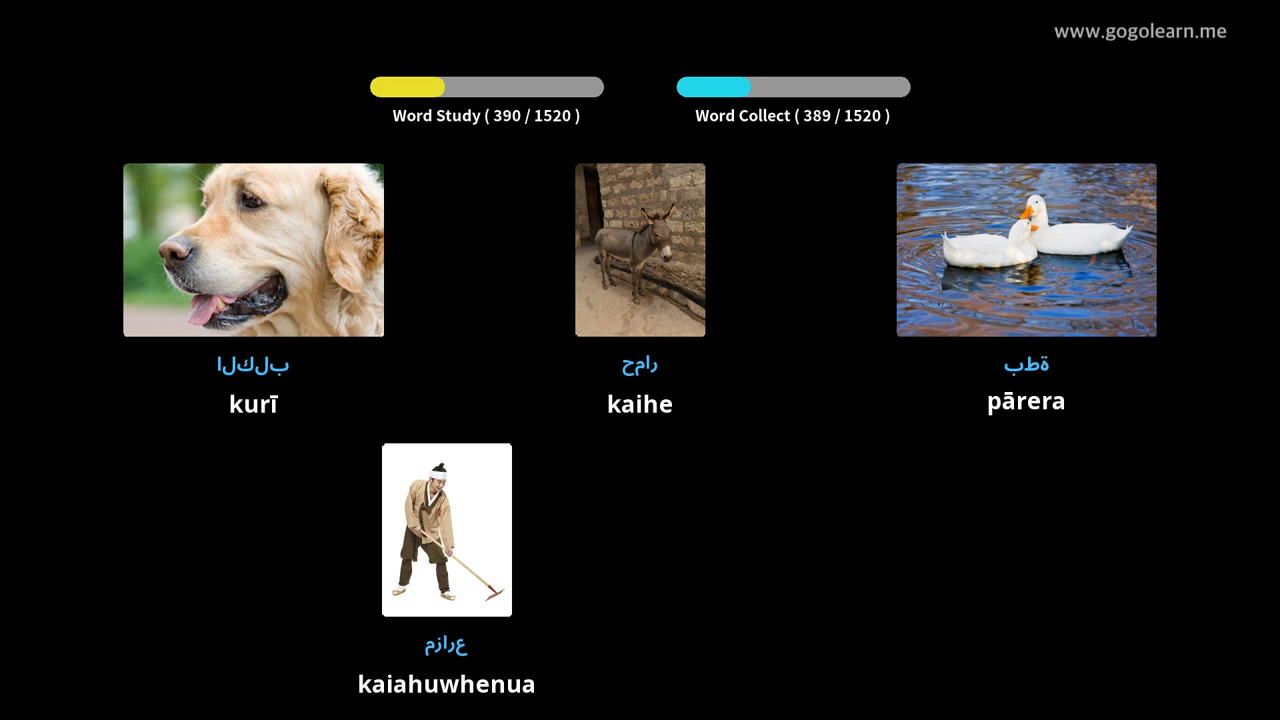 www.gogolearn.me
Word Study ( 390 / 1520 )
Word Collect ( 389 / 1520 )
الكلب
kurī
حمار
kaihe
بطة
pārera
مزارع
kaiahuwhenua